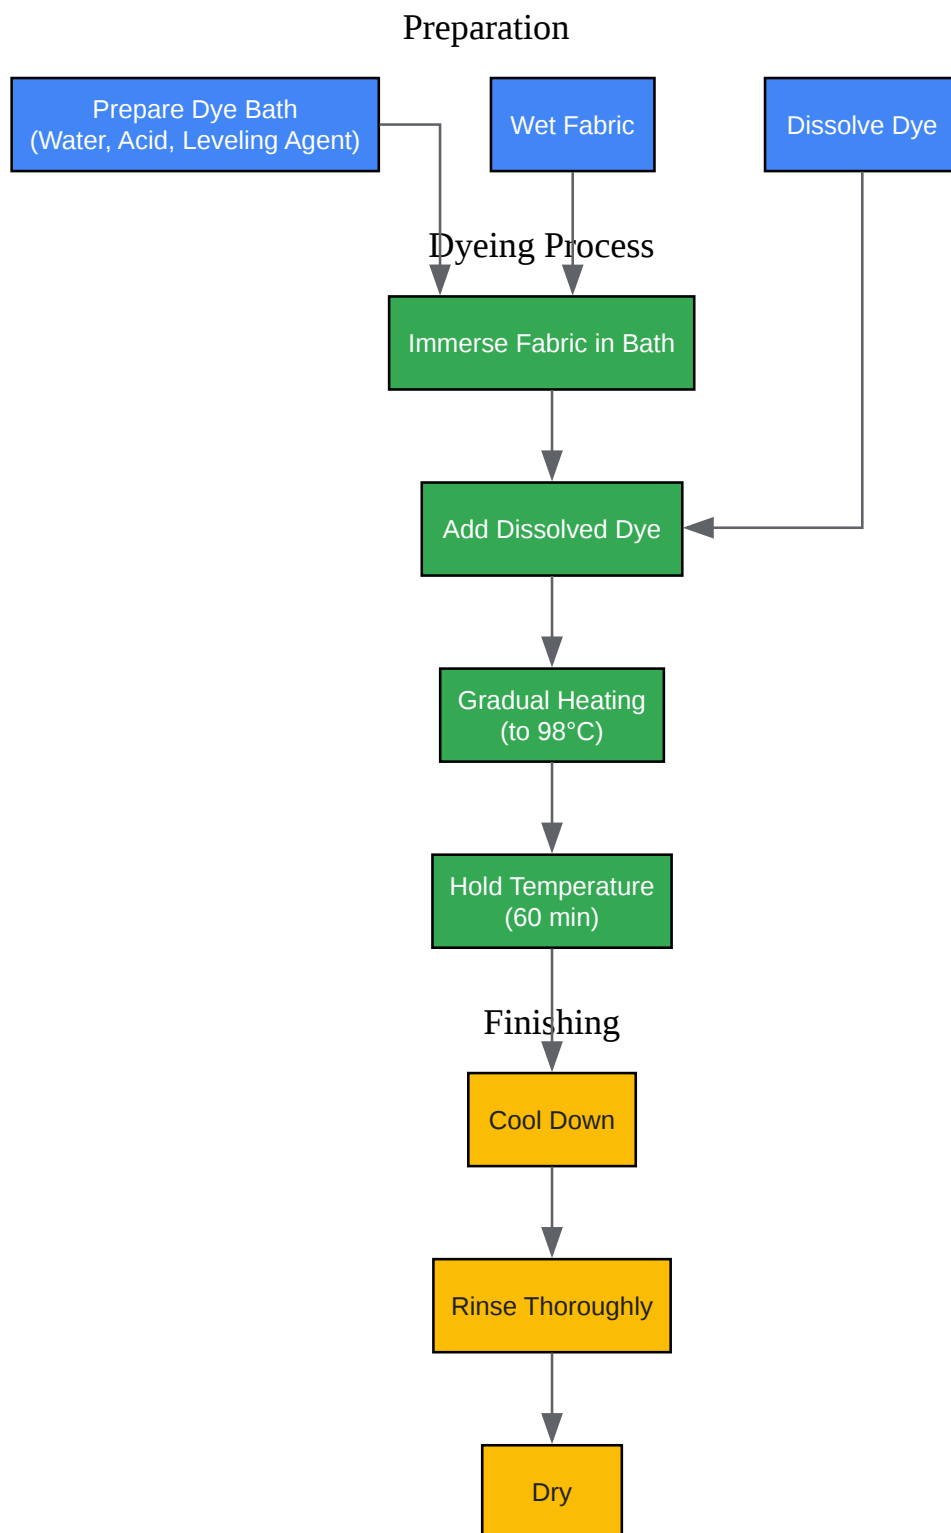 Preparation
Prepare Dye Bath
(Water, Acid, Leveling Agent)
Wet Fabric
Dissolve Dye
Dyeing Process
Immerse Fabric in Bath
Add Dissolved Dye
Gradual Heating
(to 98°C)
Hold Temperature
(60 min)
Finishing
Cool Down
Rinse Thoroughly
Dry